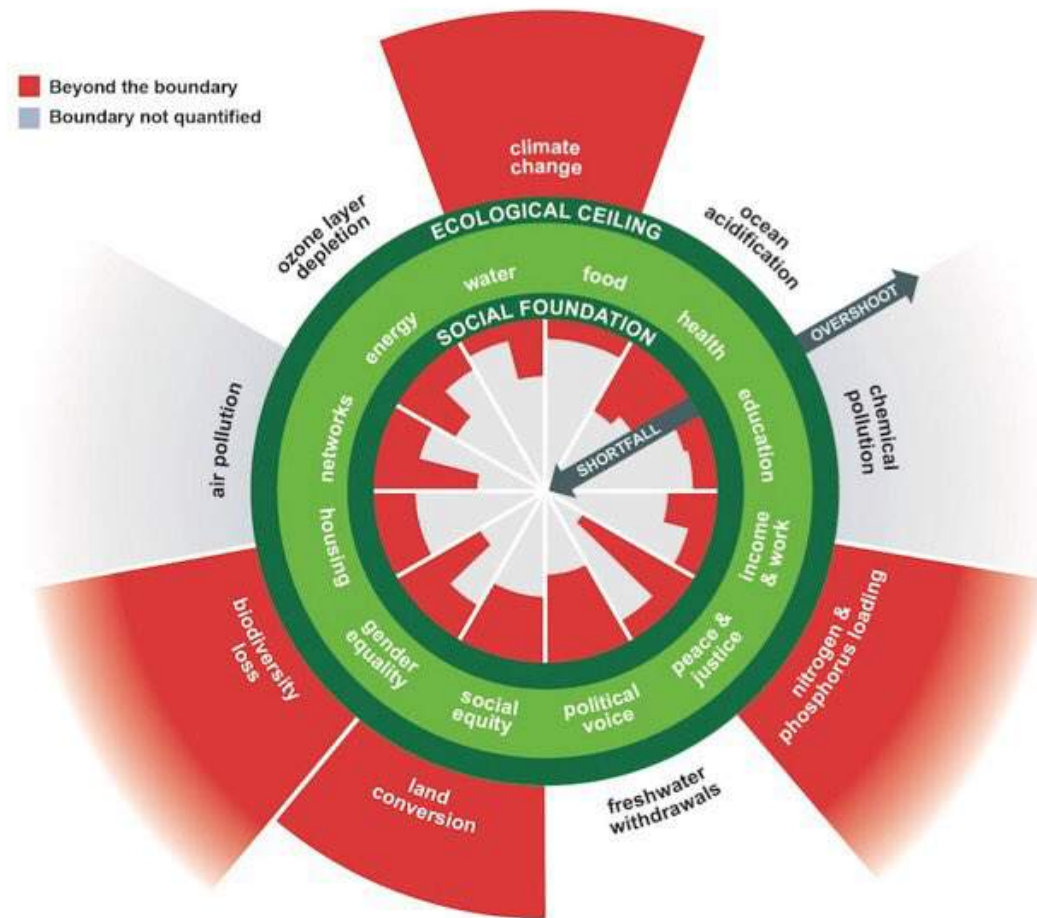 Beyond the boundary
Boundary not quantified
climate
change
ozone layer
depletion
ocean
acidification
ECOLOGICAL CEILING
OVERSHOOT
water
food
energy
health
SOCIAL FOUNDATION
networks
education
SHORTFALL
air pollution
chemical
pollution
housing
income
& work
gender
equality
peace &
justice
social
equity
political
voice
biodiversity
loss
nitrogen &
phosphorus loading
land
conversion
freshwater
withdrawals